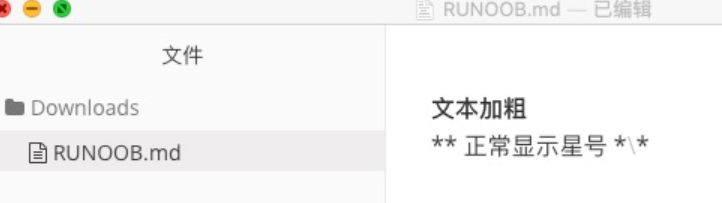 RUNOOB.md — 已编辑
文件
Downloads
RUNOOB.md
文本加粗
** 正常显示星号 *\*